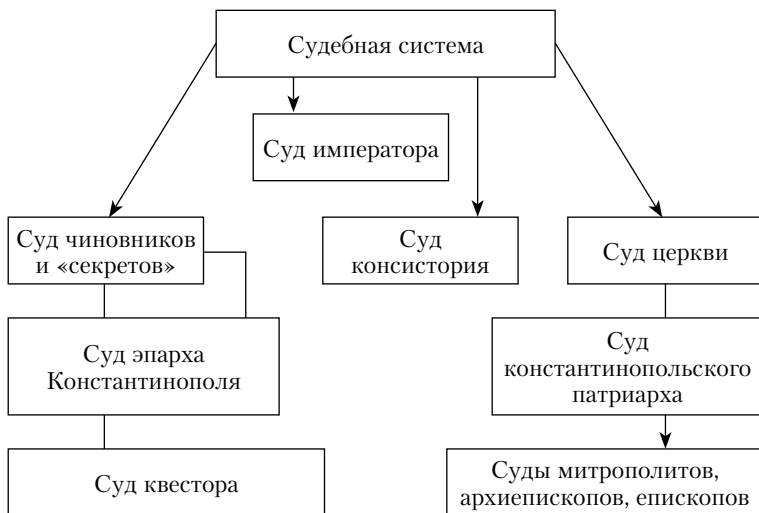 Судебная система
Суд императора
Суд чиновников
и «секретов»
Суд
консистория
Суд церкви
Суд эпарха
Константинополя
Суд
константинопольского
патриарха
Суд квестора
Суды митрополитов,
архиепископов, епископов